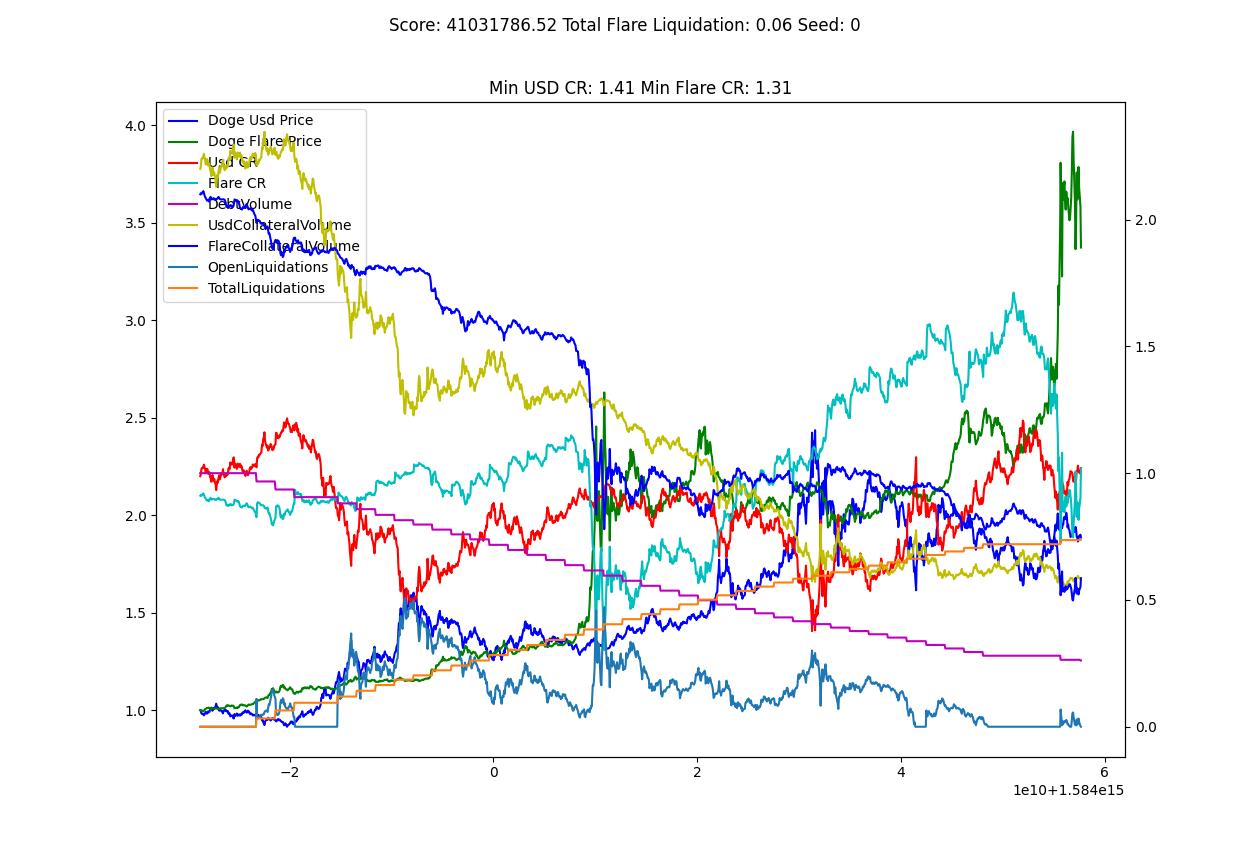 Score: 41031786.52 Total Flare Liquidation: 0.06 Seed: 0
Min USD CR: 1.41 Min Flare CR: 1.31
Doge Usd Price
Doge Flare Price
Usd CR
Flare CR
DebtVolume
UsdCollateralVolume
FlareCollateralVolume
OpenLiquidations
TotalLiquidations
4.0
3.5
3.0
2.5
2.0
1.5
1.0
2.0
1.5
1.0
0.5
0.0
−2
0
2
4
6
1e10+1.584e15